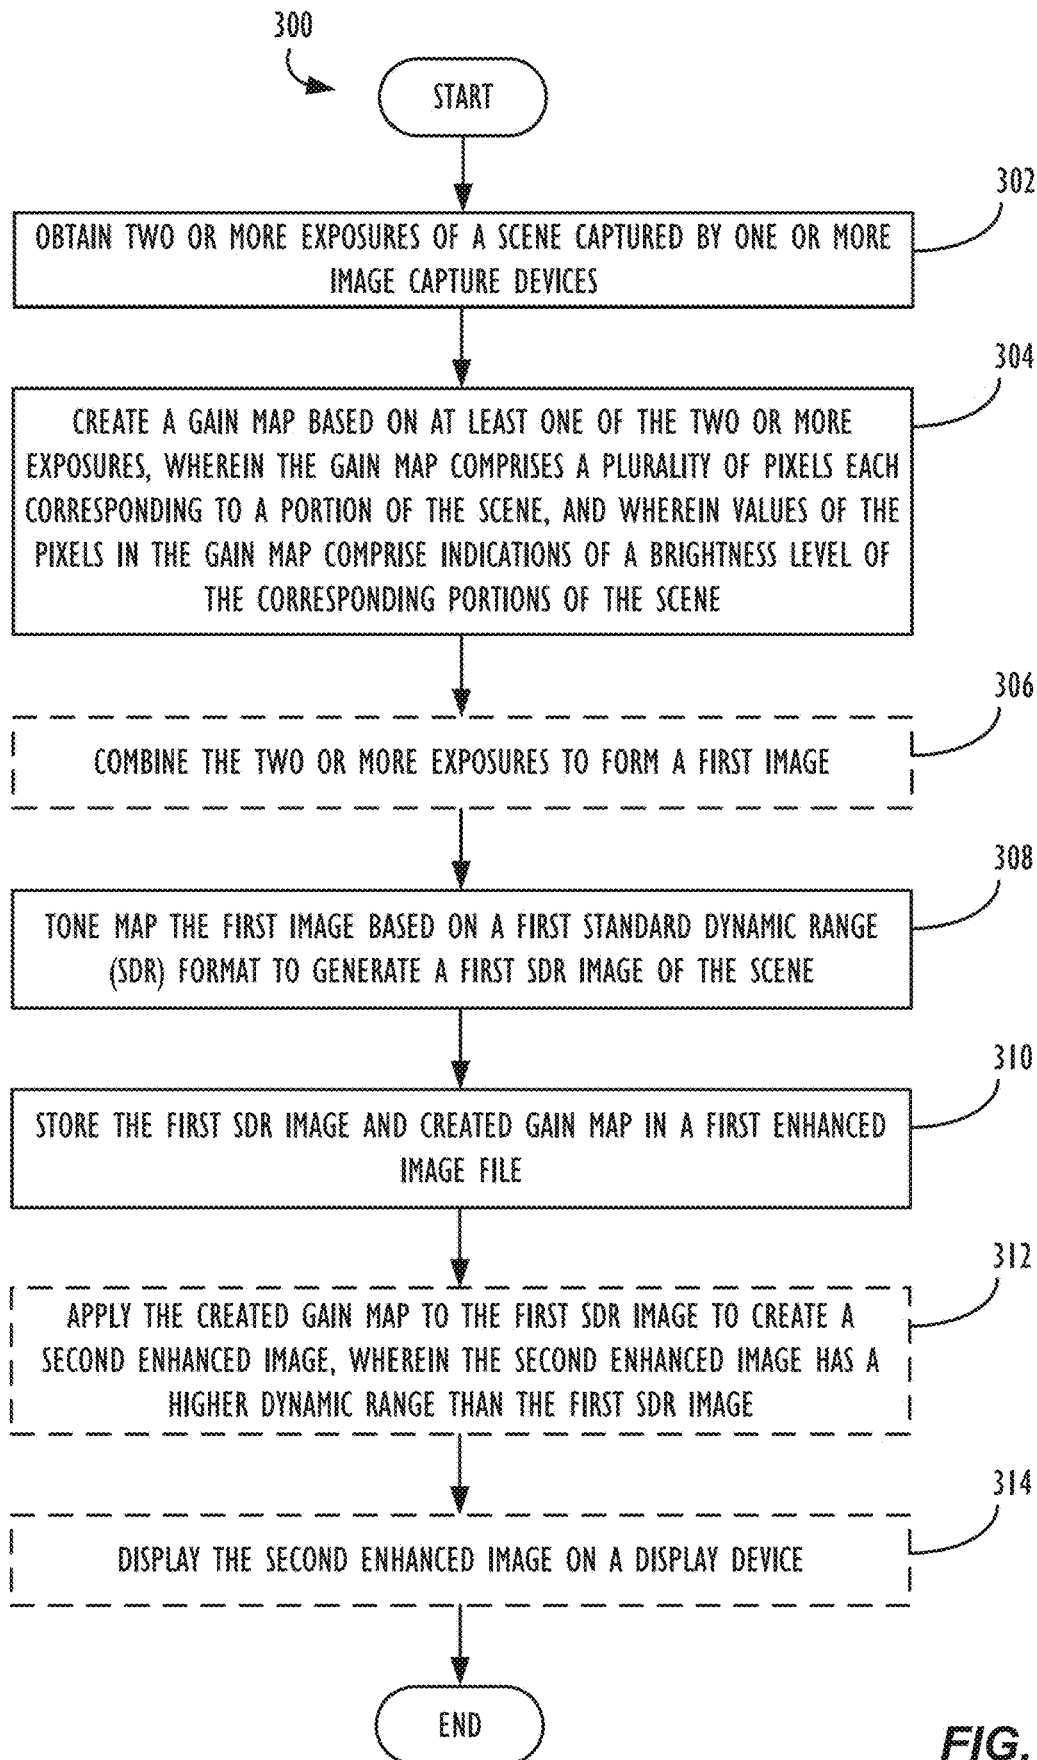 300
START
302
OBTAIN TWO OR MORE EXPOSURES OF A SCENE CAPTURED BY ONE OR MORE
IMAGE CAPTURE DEVICES
304
CREATE A GAIN MAP BASED ON AT LEAST ONE OF THE TWO OR MORE
EXPOSURES, WHEREIN THE GAIN MAP COMPRISES A PLURALITY OF PIXELS EACH
CORRESPONDING TO A PORTION OF THE SCENE, AND WHEREIN VALUES OF THE
PIXELS IN THE GAIN MAP COMPRISE INDICATIONS OF A BRIGHTNESS LEVEL OF
THE CORRESPONDING PORTIONS OF THE SCENE
306
COMBINE THE TWO OR MORE EXPOSURES TO FORM A FIRST IMAGE
308
TONE MAP THE FIRST IMAGE BASED ON A FIRST STANDARD DYNAMIC RANGE
(SDR) FORMAT TO GENERATE A FIRST SDR IMAGE OF THE SCENE
310
STORE THE FIRST SDR IMAGE AND CREATED GAIN MAP IN A FIRST ENHANCED
IMAGE FILE
312
APPLY THE CREATED GAIN MAP TO THE FIRST SDR IMAGE TO CREATE A
SECOND ENHANCED IMAGE, WHEREIN THE SECOND ENHANCED IMAGE HAS A
HIGHER DYNAMIC RANGE THAN THE FIRST SDR IMAGE
314
DISPLAY THE SECOND ENHANCED IMAGE ON A DISPLAY DEVICE
END
FIG.